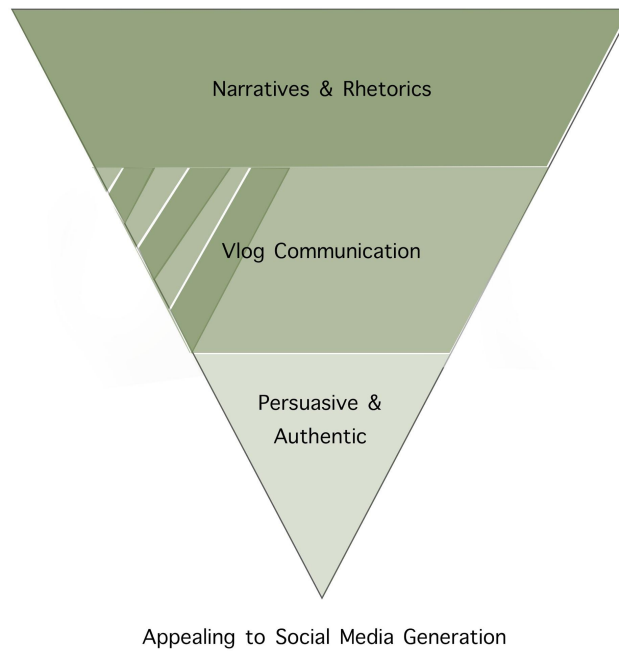 Narratives & Rhetorics
Vlog Communication
Persuasive &
Authentic
Appealing to Social Media Generation